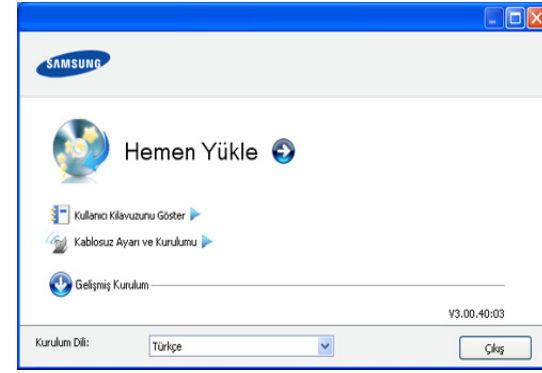 SAMSUNG
Hemen Yükle
Kullanıcı Kılavuzunu Göster
Kablosuz Ayarı ve Kurulumu
Gelişmiş Kurulum
V3.00.40:03
Kurulum Dili:
Türkçe
Çıkış